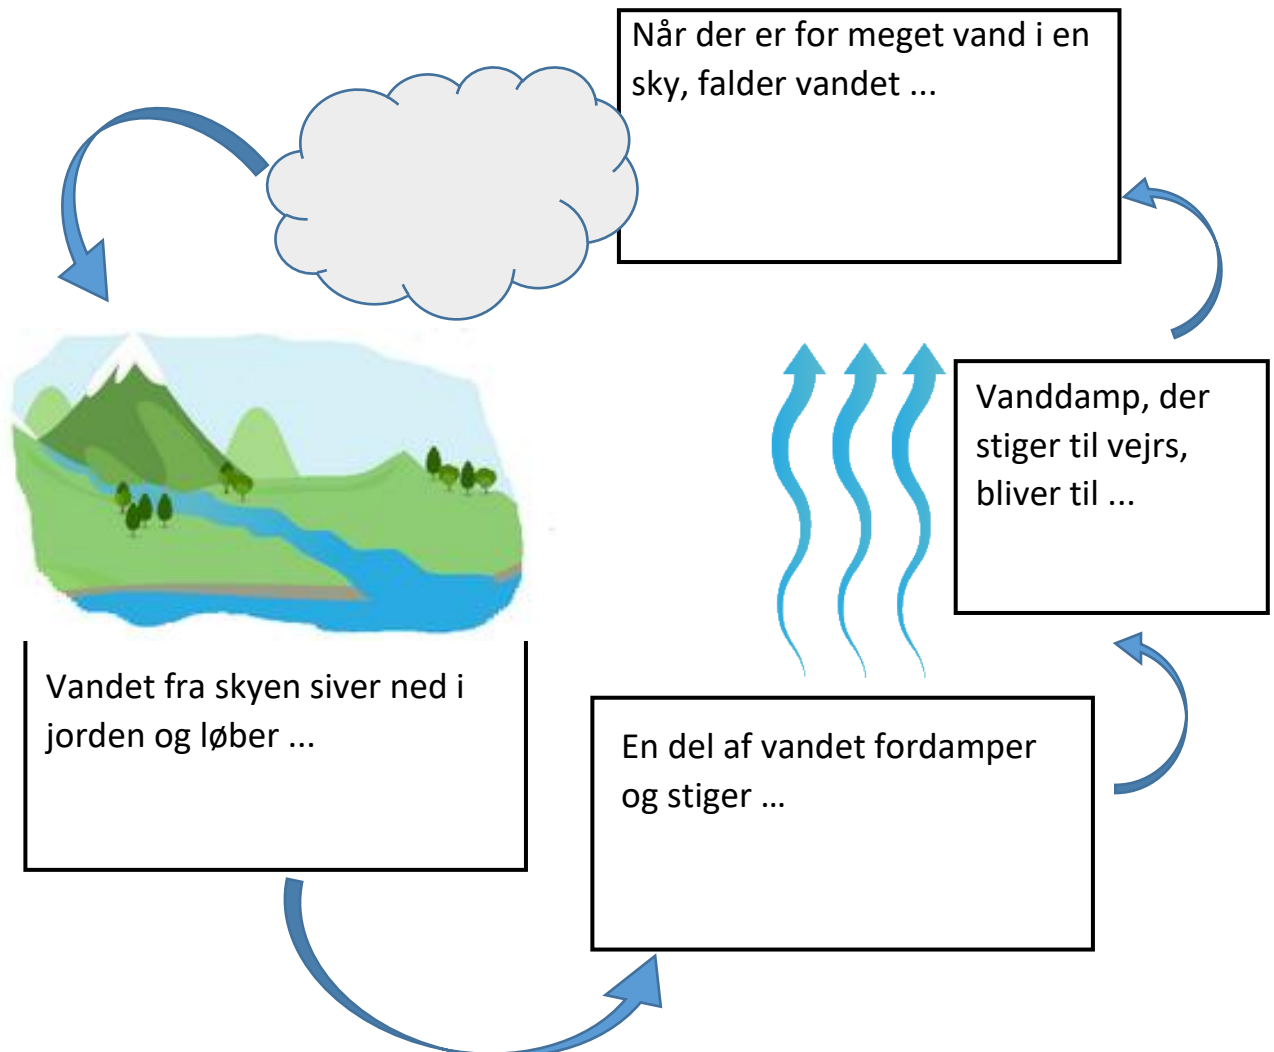 Når der er for meget vand i en
sky, falder vandet ...
Vanddamp, der
stiger til vejrs,
bliver til ...
Vandet fra skyen siver ned i
jorden og løber ...
En del af vandet fordamper
og stiger ...